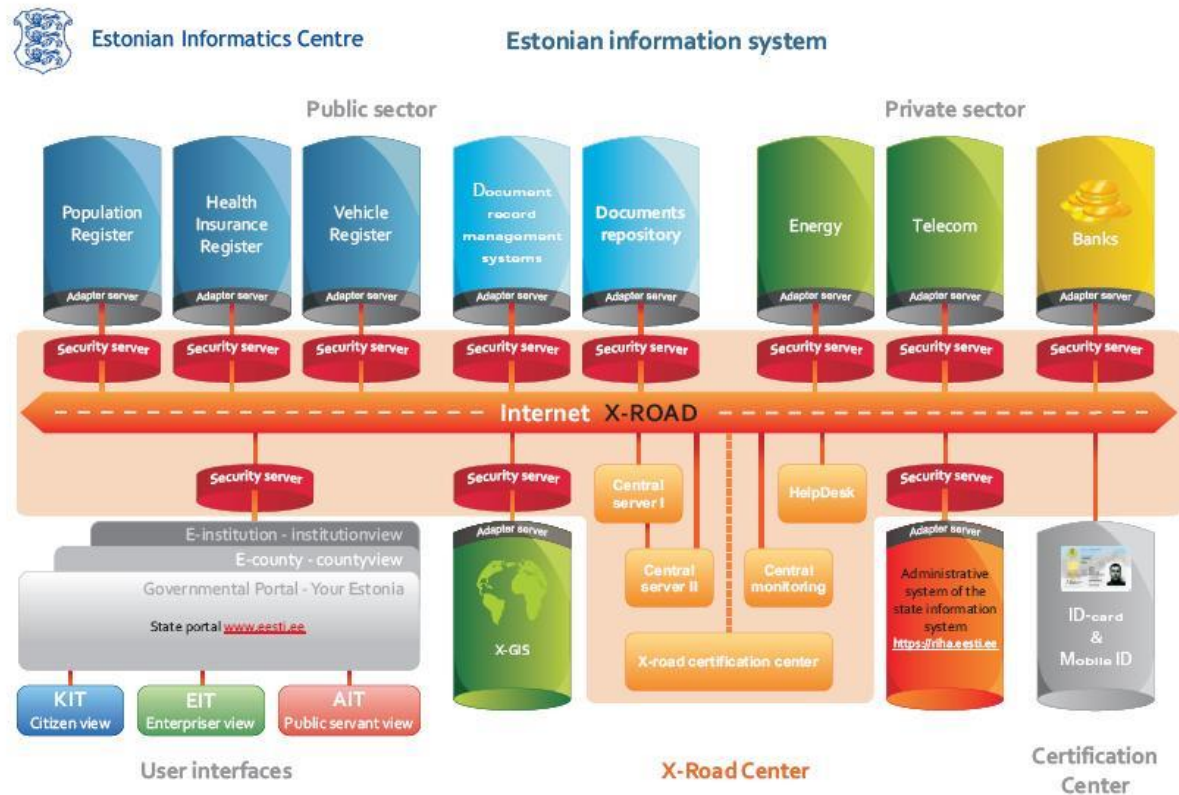 Estonian Informatics Centre
Estonian information system
Public sector
Private sector
Population
Register
Adapter server
Health
Insurance
Register
Adapter server
Vehicle
Register
Adapter server
Document
record
management
systems
Adapter server
Documents
repository
Adapter server
Energy
Adapter server
Telecom
Adapter server
Banks
Adapter server
Security server
Security server
Security server
Security server
Security server
Security server
Security server
Security server
Internet X-ROAD
Security server
Security server
Central
server I
HelpDesk
Security server
E-institution - institutionview
E-county - countyview
Governmental Portal - Your Estonia
State portal www.eesti.ee
Adapter server
X-GIS
Central
server II
Central
monitoring
X-road certification center
Adapter server
Administrative
system of the
state information
system
https://riha.eesti.ee
ID-card
&
Mobile ID
KIT
Citizen view
EIT
Enterpriser view
AIT
Public servant view
User interfaces
X-Road Center
Certification
Center